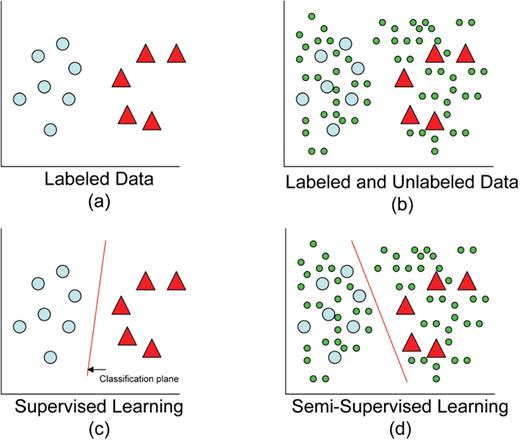 Labeled Data
(a)
Labeled and Unlabeled Data
(b)
Classification plane
Supervised Learning
(c)
Semi-Supervised Learning
(d)